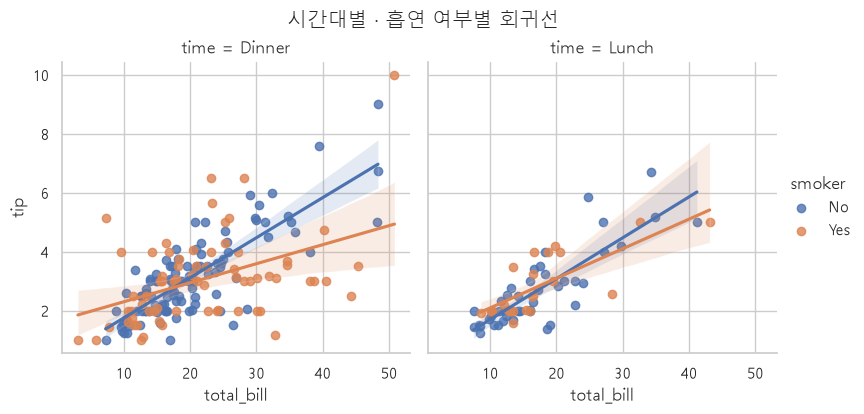 시간대별 · 흡연 여부별 회귀선
time = Dinner
time = Lunch
tip
10
8
6
4
2
10 20 30 40 50
10 20 30 40 50
total_bill
total_bill
smoker
No
Yes